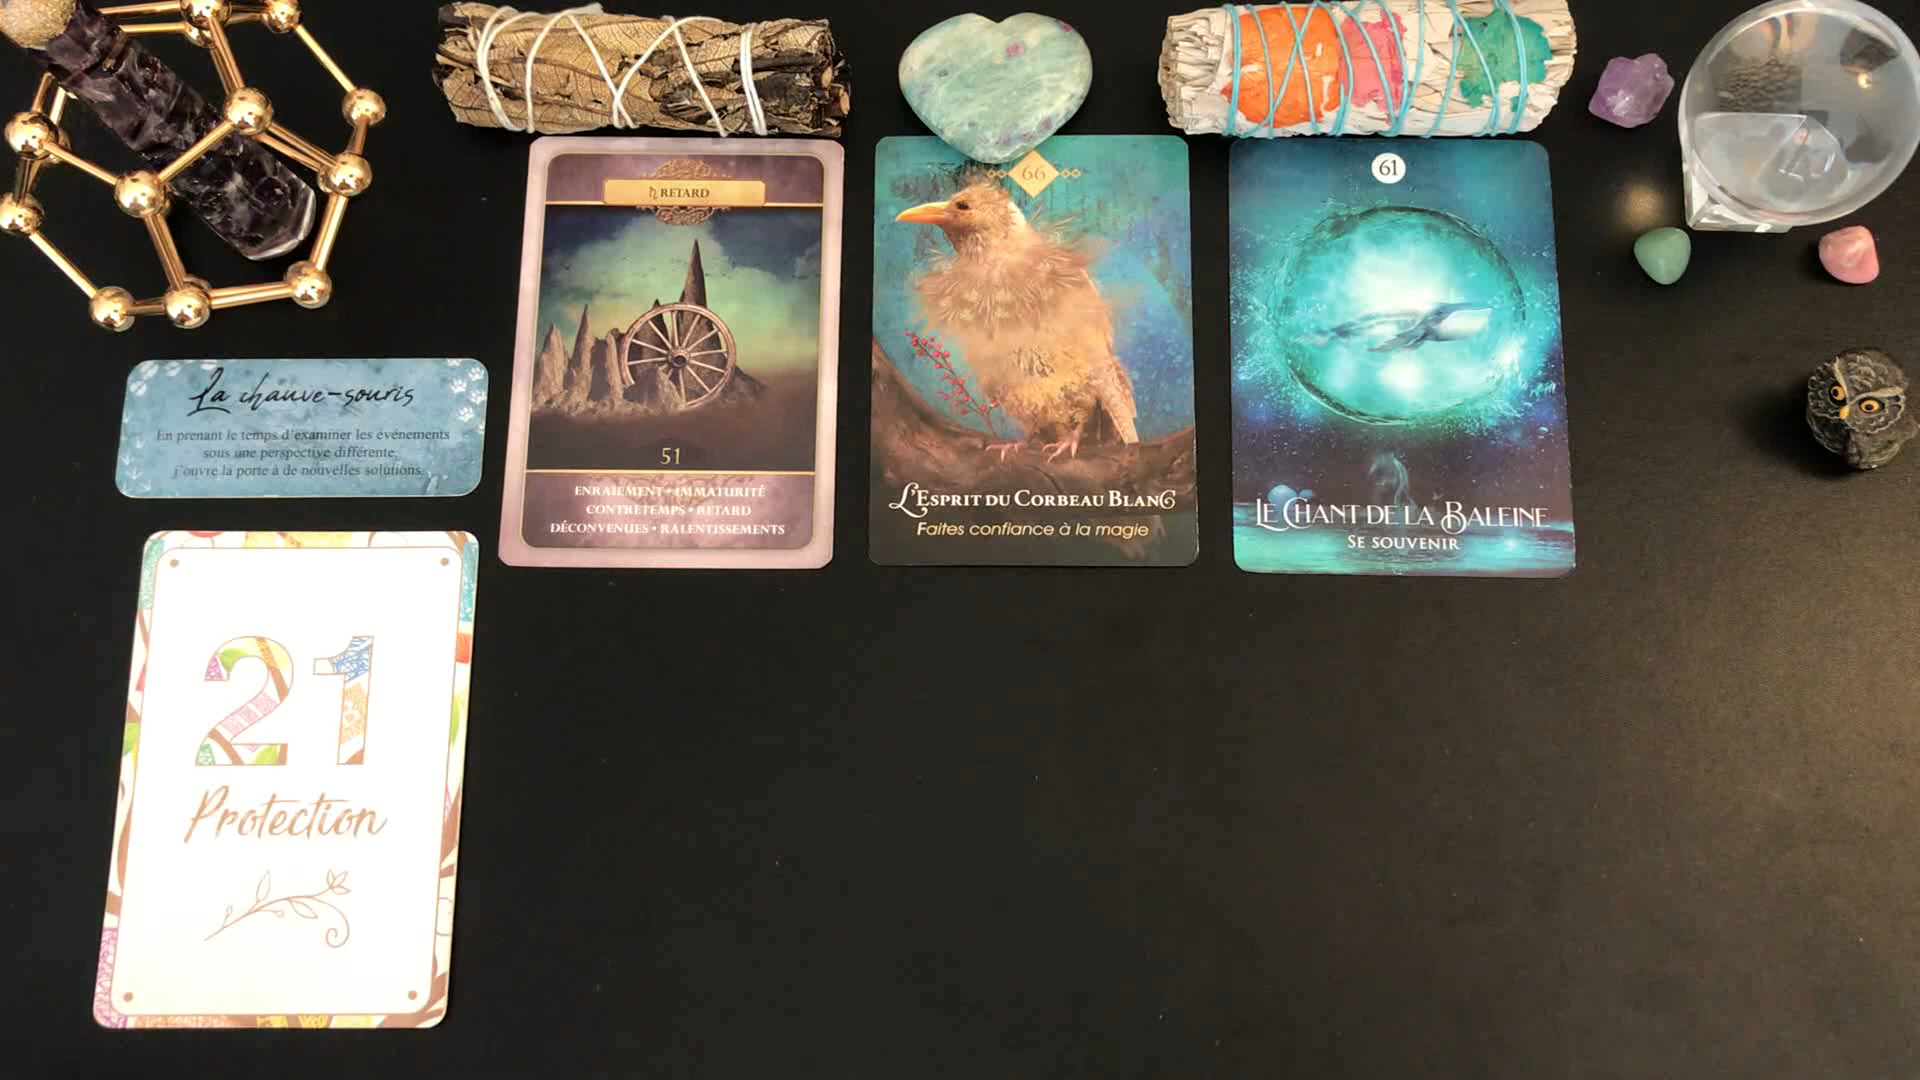 La chauve-souris
En prenant le temps d'examiner les événements
sous une perspective différente,
j'ouvre la porte à de nouvelles solutions.
21
Protection
♄ RETARD
51
ENRAIEMENT • IMMATURITÉ
CONTRETEMPS • RETARD
DÉCONVENUES • RALENTISSEMENTS
66
L'ESPRIT DU CORBEAU BLANC
Faites confiance à la magie
61
LE CHANT DE LA BALEINE
SE SOUVENIR